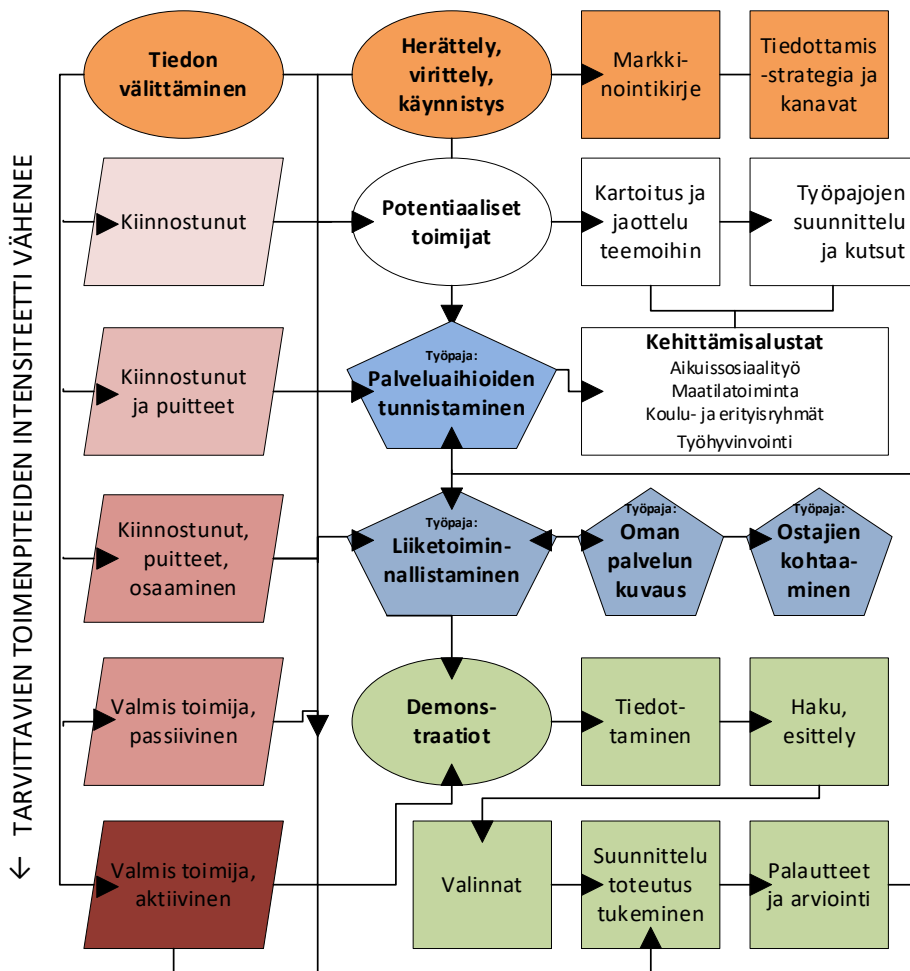 Tiedon
välittäminen
Herättely,
virittely,
käynnistys
Markki-
nointikirje
Tiedottamis
-strategia ja
kanavat
← TARVITTAVIEN TOIMENPITEIDEN INTENSITEETTI VÄHENEE
Kiinnostunut
Potentiaaliset
toimijat
Kartoitus ja
jaottelu
teemoihin
Työpajojen
suunnittelu
ja kutsut
Kiinnostunut
ja puitteet
Työpaja:
Palveluaihioiden
tunnistaminen
Kehittämisalustat
Aikuissosiaalityö
Maatilatoiminta
Koulu- ja erityisryhmät
Työhyvinvointi
Kiinnostunut,
puitteet,
osaaminen
Työpaja:
Liiketoimin-
nallistaminen
Työpaja:
Oman
palvelun
kuvaus
Työpaja:
Ostajien
kohtaa-
minen
Valmis toimija,
passiivinen
Demons-
traatiot
Tiedot-
taminen
Haku,
esittely
Valmis toimija,
aktiivinen
Valinnat
Suunnittelu
toteutus
tukeminen
Palautteet
ja arviointi